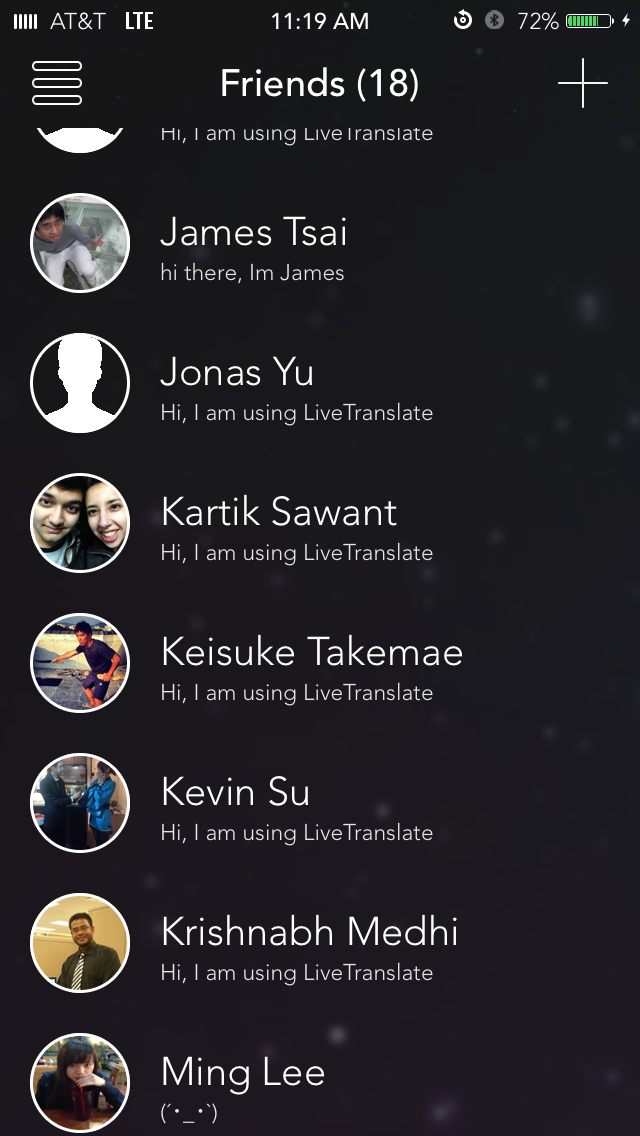 AT&T LTE 11:19 AM 72%
Friends (18)
Hi, I am using LiveTranslate
James Tsai
hi there, Im James
Jonas Yu
Hi, I am using LiveTranslate
Kartik Sawant
Hi, I am using LiveTranslate
Keisuke Takemae
Hi, I am using LiveTranslate
Kevin Su
Hi, I am using LiveTranslate
Krishnabh Medhi
Hi, I am using LiveTranslate
Ming Lee
(´･_･`)